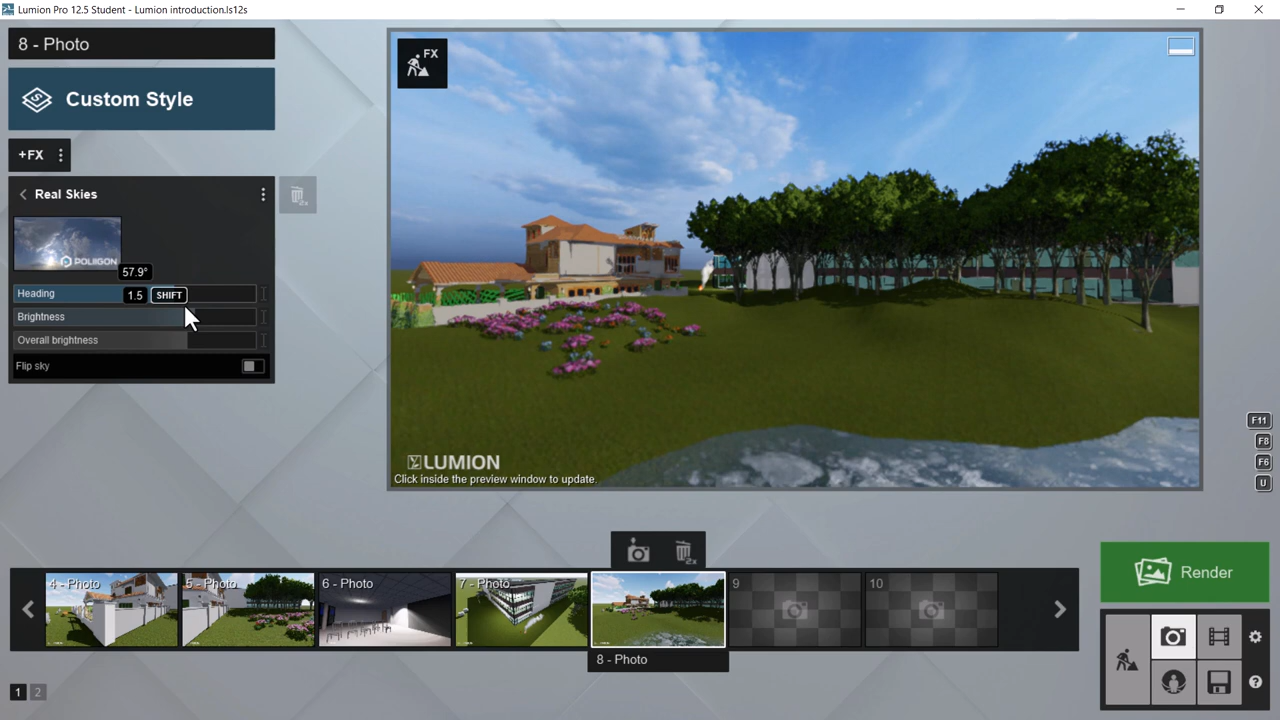 Lumion Pro 12.5 Student - Lumion introduction.ls12s
8 - Photo
Custom Style
+FX
Real Skies
POLIIGON
57.9°
Heading
1.5
SHIFT
Brightness
Overall brightness
Flip sky
FX
LUMION
Click inside the preview window to update.
F11
F8
F6
U
2x
2x
4 - Photo
5 - Photo
6 - Photo
7 - Photo
9
10
8 - Photo
Render
1
2
?